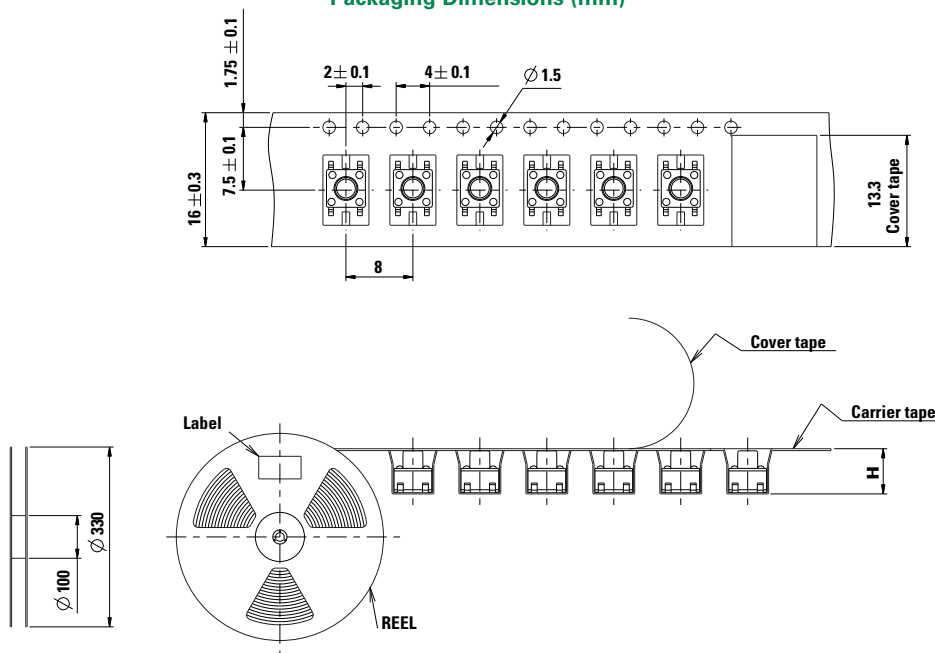 Packaging Dimensions (mm)
1.75 ± 0.1
2 ± 0.1
4 ± 0.1
∅ 1.5
16 ± 0.3
7.5 ± 0.1
13.3
Cover tape
8
Cover tape
Carrier tape
Label
H
∅ 330
∅ 100
REEL